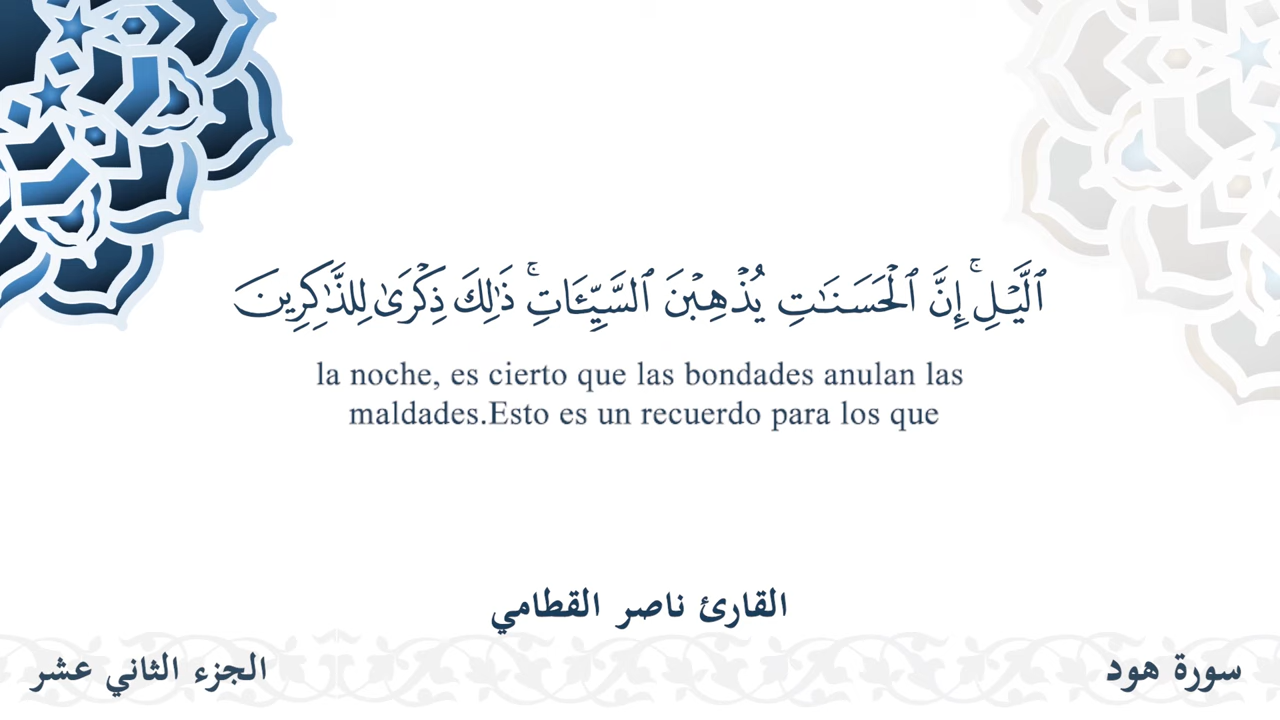 ٱلَّيۡلِۚ إِنَّ ٱلۡحَسَنَٰتِ يُذۡهِبۡنَ ٱلسَّيِّـَٔاتِۚ ذَٰلِكَ ذِكۡرَىٰ لِلذَّٰكِرِينَ
la noche, es cierto que las bondades anulan las
maldades.Esto es un recuerdo para los que
القارئ ناصر القطامي
سورة هود
الجزء الثاني عشر